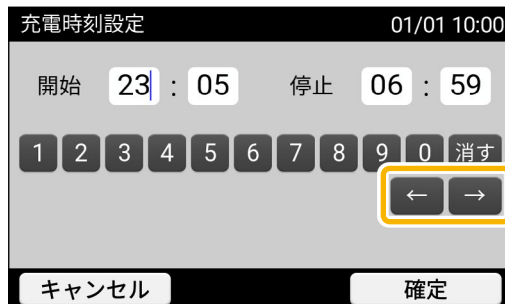 充電時刻設定 01/01 10:00
開始 23 : 05 停止 06 : 59
1 2 3 4 5 6 7 8 9 0 消す
← →
キャンセル 確定